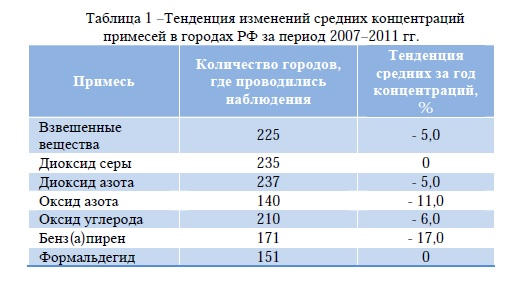 Таблица 1 –Тенденция изменений средних концентраций
примесей в городах РФ за период 2007–2011 гг.
Примесь Количество городов, где проводились наблюдения Тенденция средних за год концентраций, %
Взвешенные вещества 225 - 5,0
Диоксид серы 235 0
Диоксид азота 237 - 5,0
Оксид азота 140 - 11,0
Оксид углерода 210 - 6,0
Бенз(а)пирен 171 - 17,0
Формальдегид 151 0